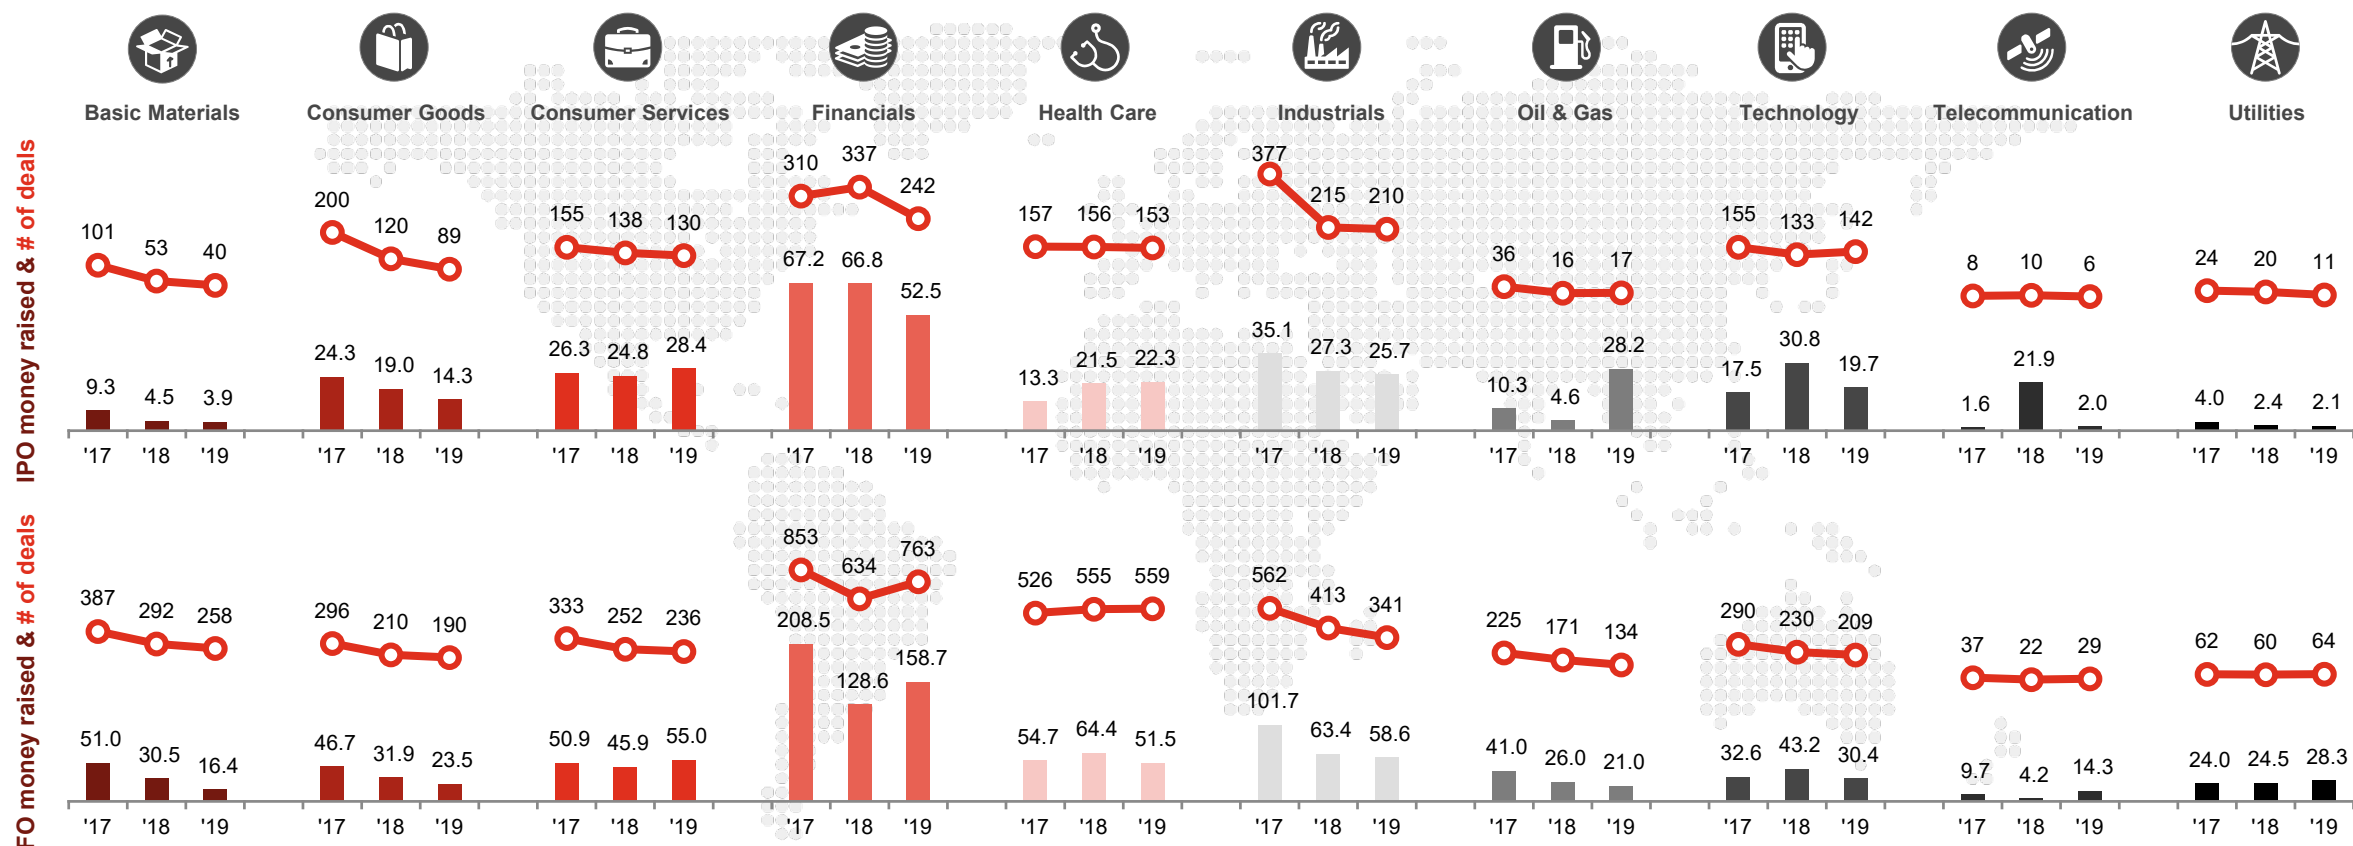 Basic Materials
Consumer Goods
Consumer Services
Financials
Health Care
Industrials
Oil & Gas
Technology
Telecommunication
Utilities
IPO money raised & # of deals
101 53 40
200 120 89
155 138 130
310 337 242
157 156 153
377 215 210
36 16 17
155 133 142
8 10 6
24 20 11
9.3 4.5 3.9
24.3 19.0 14.3
26.3 24.8 28.4
67.2 66.8 52.5
13.3 21.5 22.3
35.1 27.3 25.7
10.3 4.6 28.2
17.5 30.8 19.7
1.6 21.9 2.0
4.0 2.4 2.1
'17 '18 '19
'17 '18 '19
'17 '18 '19
'17 '18 '19
'17 '18 '19
'17 '18 '19
'17 '18 '19
'17 '18 '19
'17 '18 '19
'17 '18 '19
FO money raised & # of deals
387 292 258
296 210 190
333 252 236
853 634 763
526 555 559
562 413 341
225 171 134
290 230 209
37 22 29
62 60 64
51.0 30.5 16.4
46.7 31.9 23.5
50.9 45.9 55.0
208.5 128.6 158.7
54.7 64.4 51.5
101.7 63.4 58.6
41.0 26.0 21.0
32.6 43.2 30.4
9.7 4.2 14.3
24.0 24.5 28.3
'17 '18 '19
'17 '18 '19
'17 '18 '19
'17 '18 '19
'17 '18 '19
'17 '18 '19
'17 '18 '19
'17 '18 '19
'17 '18 '19
'17 '18 '19